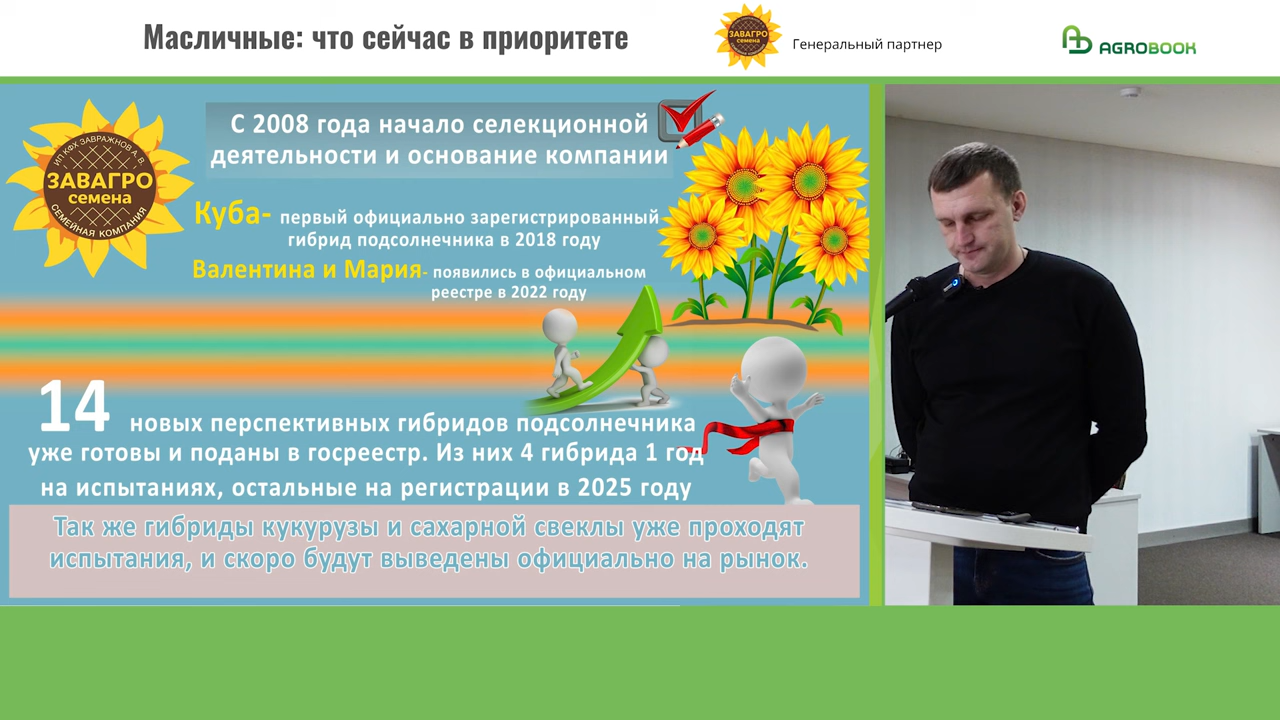 Масличные: что сейчас в приоритете
ЗАВАГРО
семена
Генеральный партнер
AGROBOOK
ИП КФХ ЗАВРАЖНОВ А. В.
ЗАВАГРО
семена
СЕМЕЙНАЯ КОМПАНИЯ
С 2008 года начало селекционной
деятельности и основание компании
Куба- первый официально зарегистрированный
гибрид подсолнечника в 2018 году
Валентина и Мария- появились в официальном
реестре в 2022 году
14 новых перспективных гибридов подсолнечника
уже готовы и поданы в госреестр. Из них 4 гибрида 1 год
на испытаниях, остальные на регистрации в 2025 году
Так же гибриды кукурузы и сахарной свеклы уже проходят
испытания, и скоро будут выведены официально на рынок.